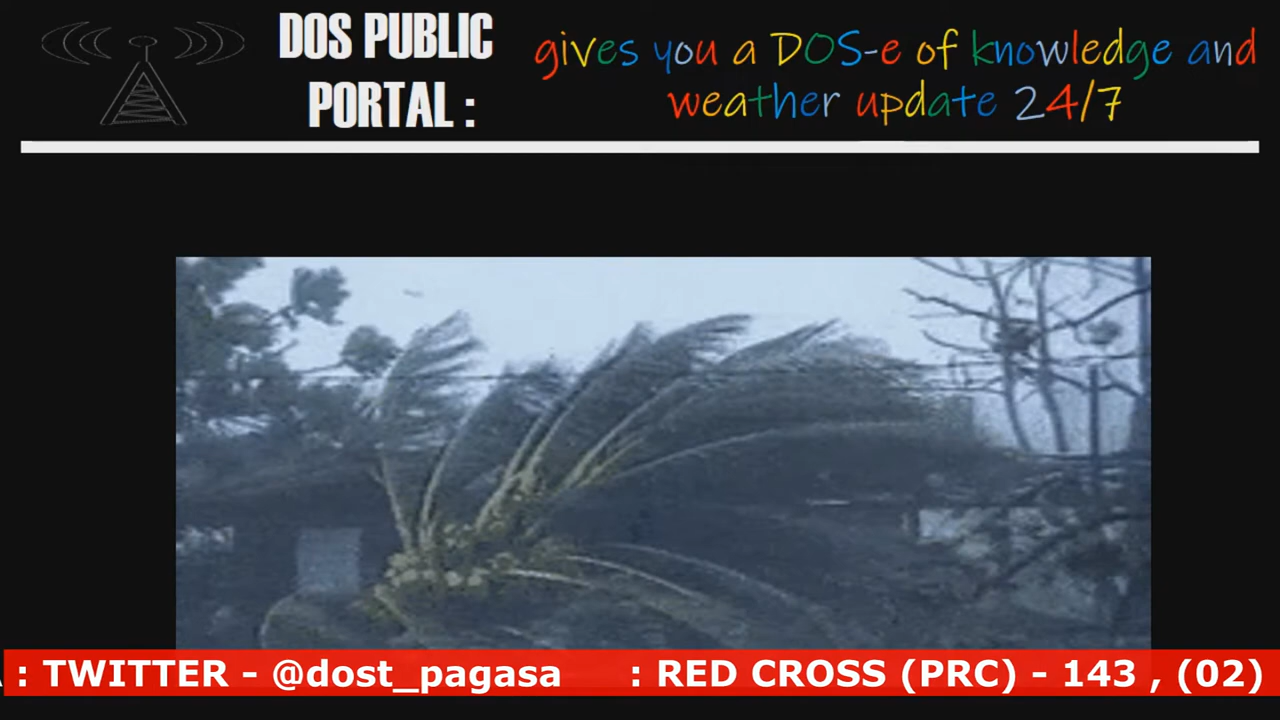 DOS PUBLIC
PORTAL :
gives you a DOS-e of knowledge and
weather update 24/7
: TWITTER - @dost_pagasa : RED CROSS (PRC) - 143 , (02)